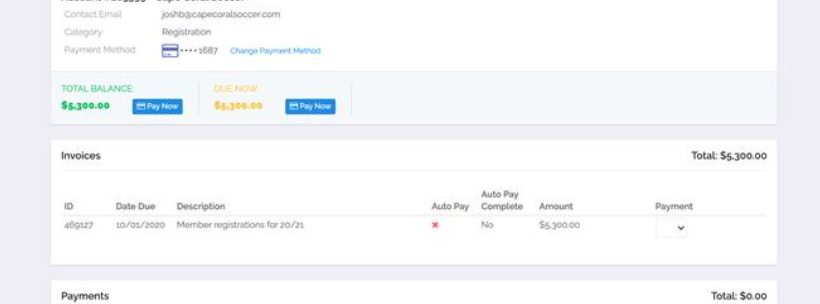 Contact Email joshb@capecoralsoccer.com
Category Registration
Payment Method •••• 1687 Change Payment Method
TOTAL BALANCE: DUE NOW:
$5,300.00 Pay Now $5,300.00 Pay Now
Invoices Total: $5,300.00
ID Date Due Description Auto Pay Auto Pay Complete Amount Payment
469127 10/01/2020 Member registrations for 20/21 No $5,300.00
Payments Total: $0.00